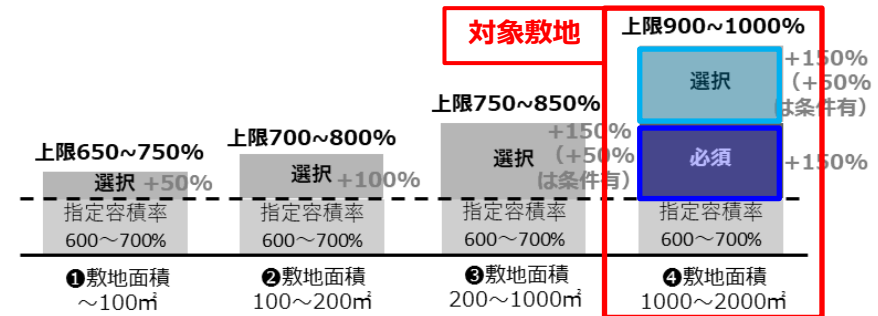 対象敷地
上限650~750%
選択 +50%
指定容積率
600～700%
❶敷地面積
～100㎡
上限700~800%
選択 +100%
指定容積率
600～700%
❷敷地面積
100～200㎡
上限750~850%
選択
+150%
（+50%
は条件有）
指定容積率
600～700%
❸敷地面積
200～1000㎡
上限900~1000%
選択
+150%
（+50%
は条件有）
必須
+150%
指定容積率
600～700%
❹敷地面積
1000～2000㎡